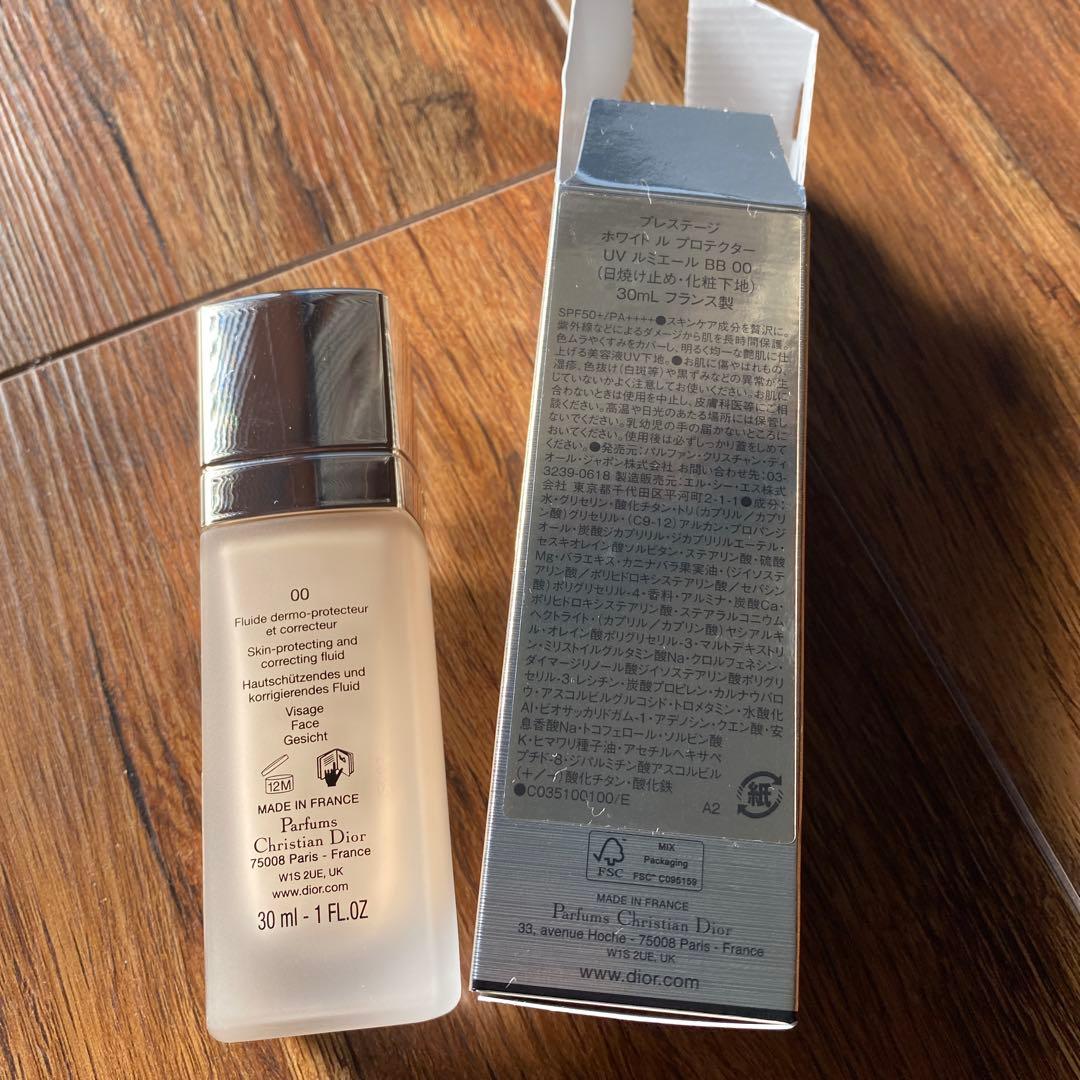 00
Fluide dermo-protecteur
et correcteur
Skin-protecting and
correcting fluid
Hautschützendes und
korrigierendes Fluid
Visage
Face
Gesicht
12M
MADE IN FRANCE
Parfums
Christian Dior
75008 Paris - France
W1S 2UE, UK
www.dior.com
30 ml - 1 FL.OZ
プレステージ
ホワイト ル プロテクター
UV ルミエール BB 00
(日焼け止め・化粧下地)
30mL フランス製
SPF50+/PA++++●スキンケア成分を贅沢に。
紫外線などによるダメージから肌を長時間保護。
色ムラやくすみをカバーし、明るく均一な艶肌に仕
上げる美容液UV下地。●お肌に傷やはれもの、
湿疹、色抜け(白斑等)や黒ずみなどの異常が生
じていないかよく注意してお使いください。お肌に
合わないときは使用を中止し、皮膚科医等にご相
談ください。高温や日光のあたる場所には保管し
ないでください。乳幼児の手の届かないところに
おいてください。使用後は必ずしっかり蓋をしめて
ください。●発売元:パルファン・クリスチャン・ディ
オール・ジャポン株式会社 お問い合わせ先:03-
3239-0618 製造販売元:エル・シー・エス株式
会社 東京都千代田区平河町2-1-1●成分:
水・グリセリン・酸化チタン・トリ(カプリル/カプリ
ン酸)グリセリル・(C9-12)アルカン・プロパンジ
オール・炭酸ジカプリリル・ジカプリリルエーテル・
セスキオレイン酸ソルビタン・ステアリン酸・硫酸
Mg・バラエキス・カニナバラ果実油・(ジイソステ
アリン酸/ポリヒドロキシステアリン酸/セバシン
酸)ポリグリセリル-4・香料・アルミナ・炭酸Ca・
ポリヒドロキシステアリン酸・ステアラルコニウム
ヘクトライト・(カプリル/カプリン酸)ヤシアルキ
ル・オレイン酸ポリグリセリル-3・マルトデキストリ
ン・ミリストイルグルタミン酸Na・クロルフェネシン・
ダイマージリノール酸ジイソステアリン酸ポリグリ
セリル-3・レシチン・炭酸プロピレン・カルナウバロ
ウ・アスコルビルグルコシド・トロメタミン・水酸化
Al・ビオサッカリドガム-1・アデノシン・クエン酸・安
息香酸Na・トコフェロール・ソルビン酸
K・ヒマワリ種子油・アセチルヘキサペ
プチド-8・ジパルミチン酸アスコルビル
(+/-)酸化チタン・酸化鉄
●C035100100/E
A2
紙
FSC
MIX
Packaging
FSC™ C095159
MADE IN FRANCE
Parfums Christian Dior
33, avenue Hoche - 75008 Paris - France
W1S 2UE, UK
www.dior.com